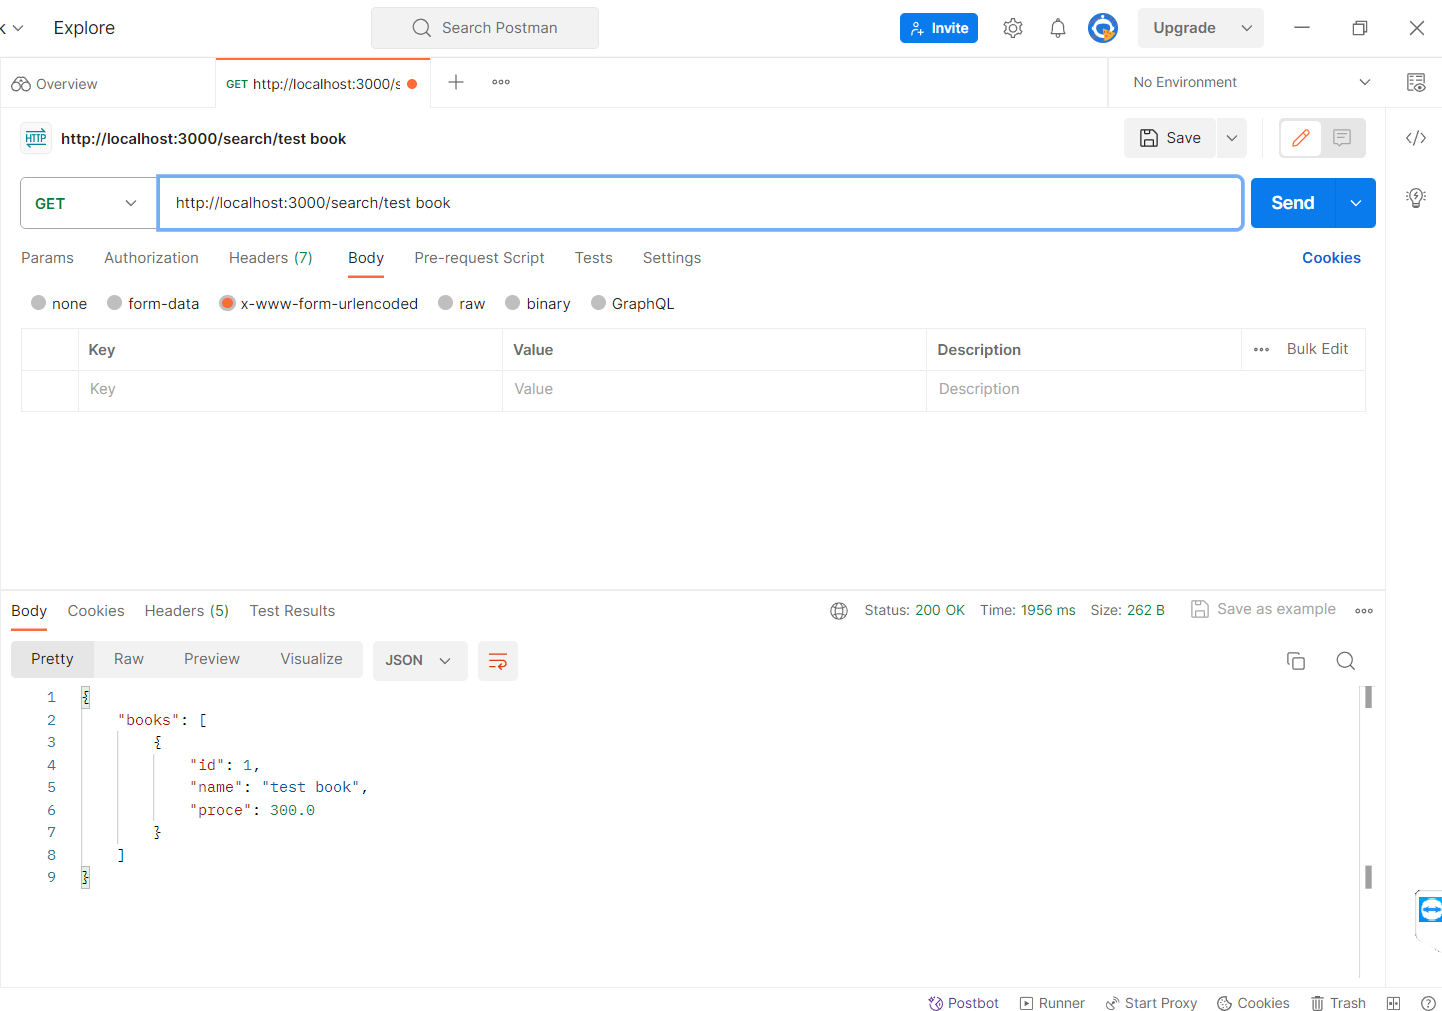 k Explore Search Postman Invite Upgrade
Overview GET http://localhost:3000/s No Environment
HTTP http://localhost:3000/search/test book Save
GET http://localhost:3000/search/test book Send
Params Authorization Headers (7) Body Pre-request Script Tests Settings Cookies
none form-data x-www-form-urlencoded raw binary GraphQL
Key Value Description Bulk Edit
Key Value Description
Body Cookies Headers (5) Test Results Status: 200 OK Time: 1956 ms Size: 262 B Save as example
Pretty Raw Preview Visualize JSON
1 {
2 "books": [
3 {
4 "id": 1,
5 "name": "test book",
6 "proce": 300.0
7 }
8 ]
9 }
Postbot Runner Start Proxy Cookies Trash